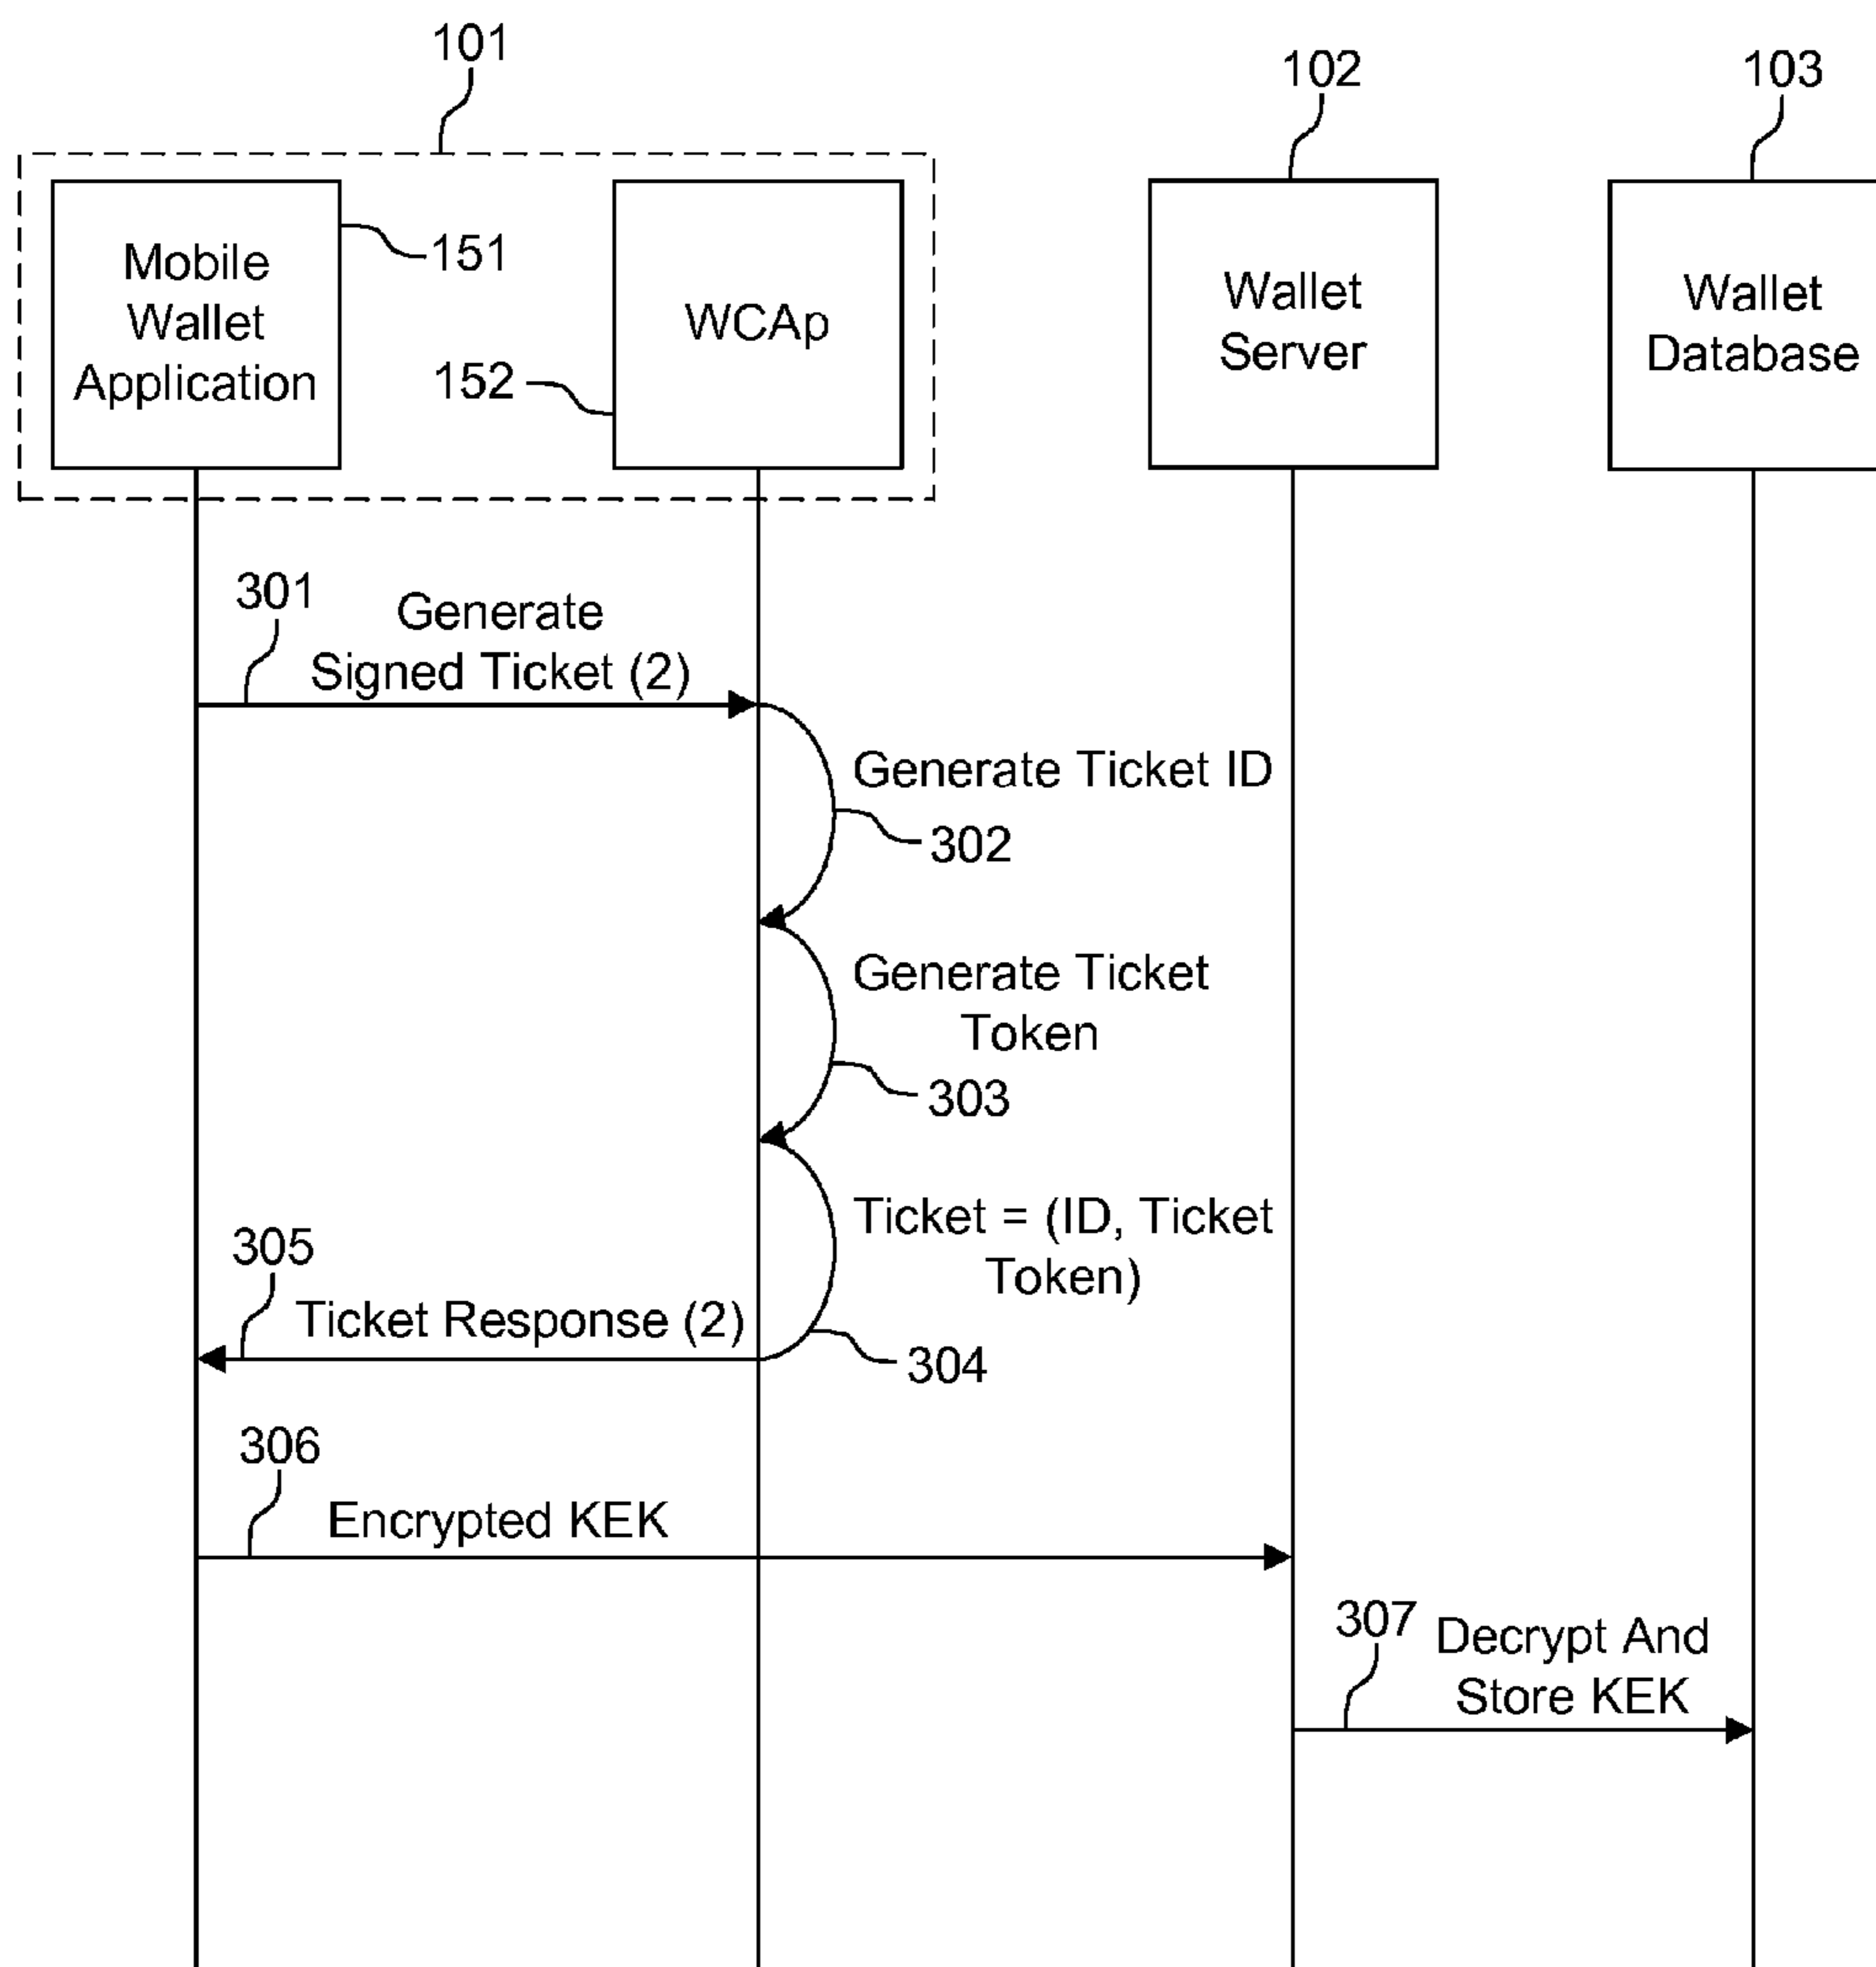 101
102
103
Mobile
Wallet
Application
151
WCAp
152
Wallet
Server
Wallet
Database
301
Generate
Signed Ticket (2)
Generate Ticket ID
302
Generate Ticket
Token
303
Ticket = (ID, Ticket
Token)
304
305
Ticket Response (2)
306
Encrypted KEK
307
Decrypt And
Store KEK